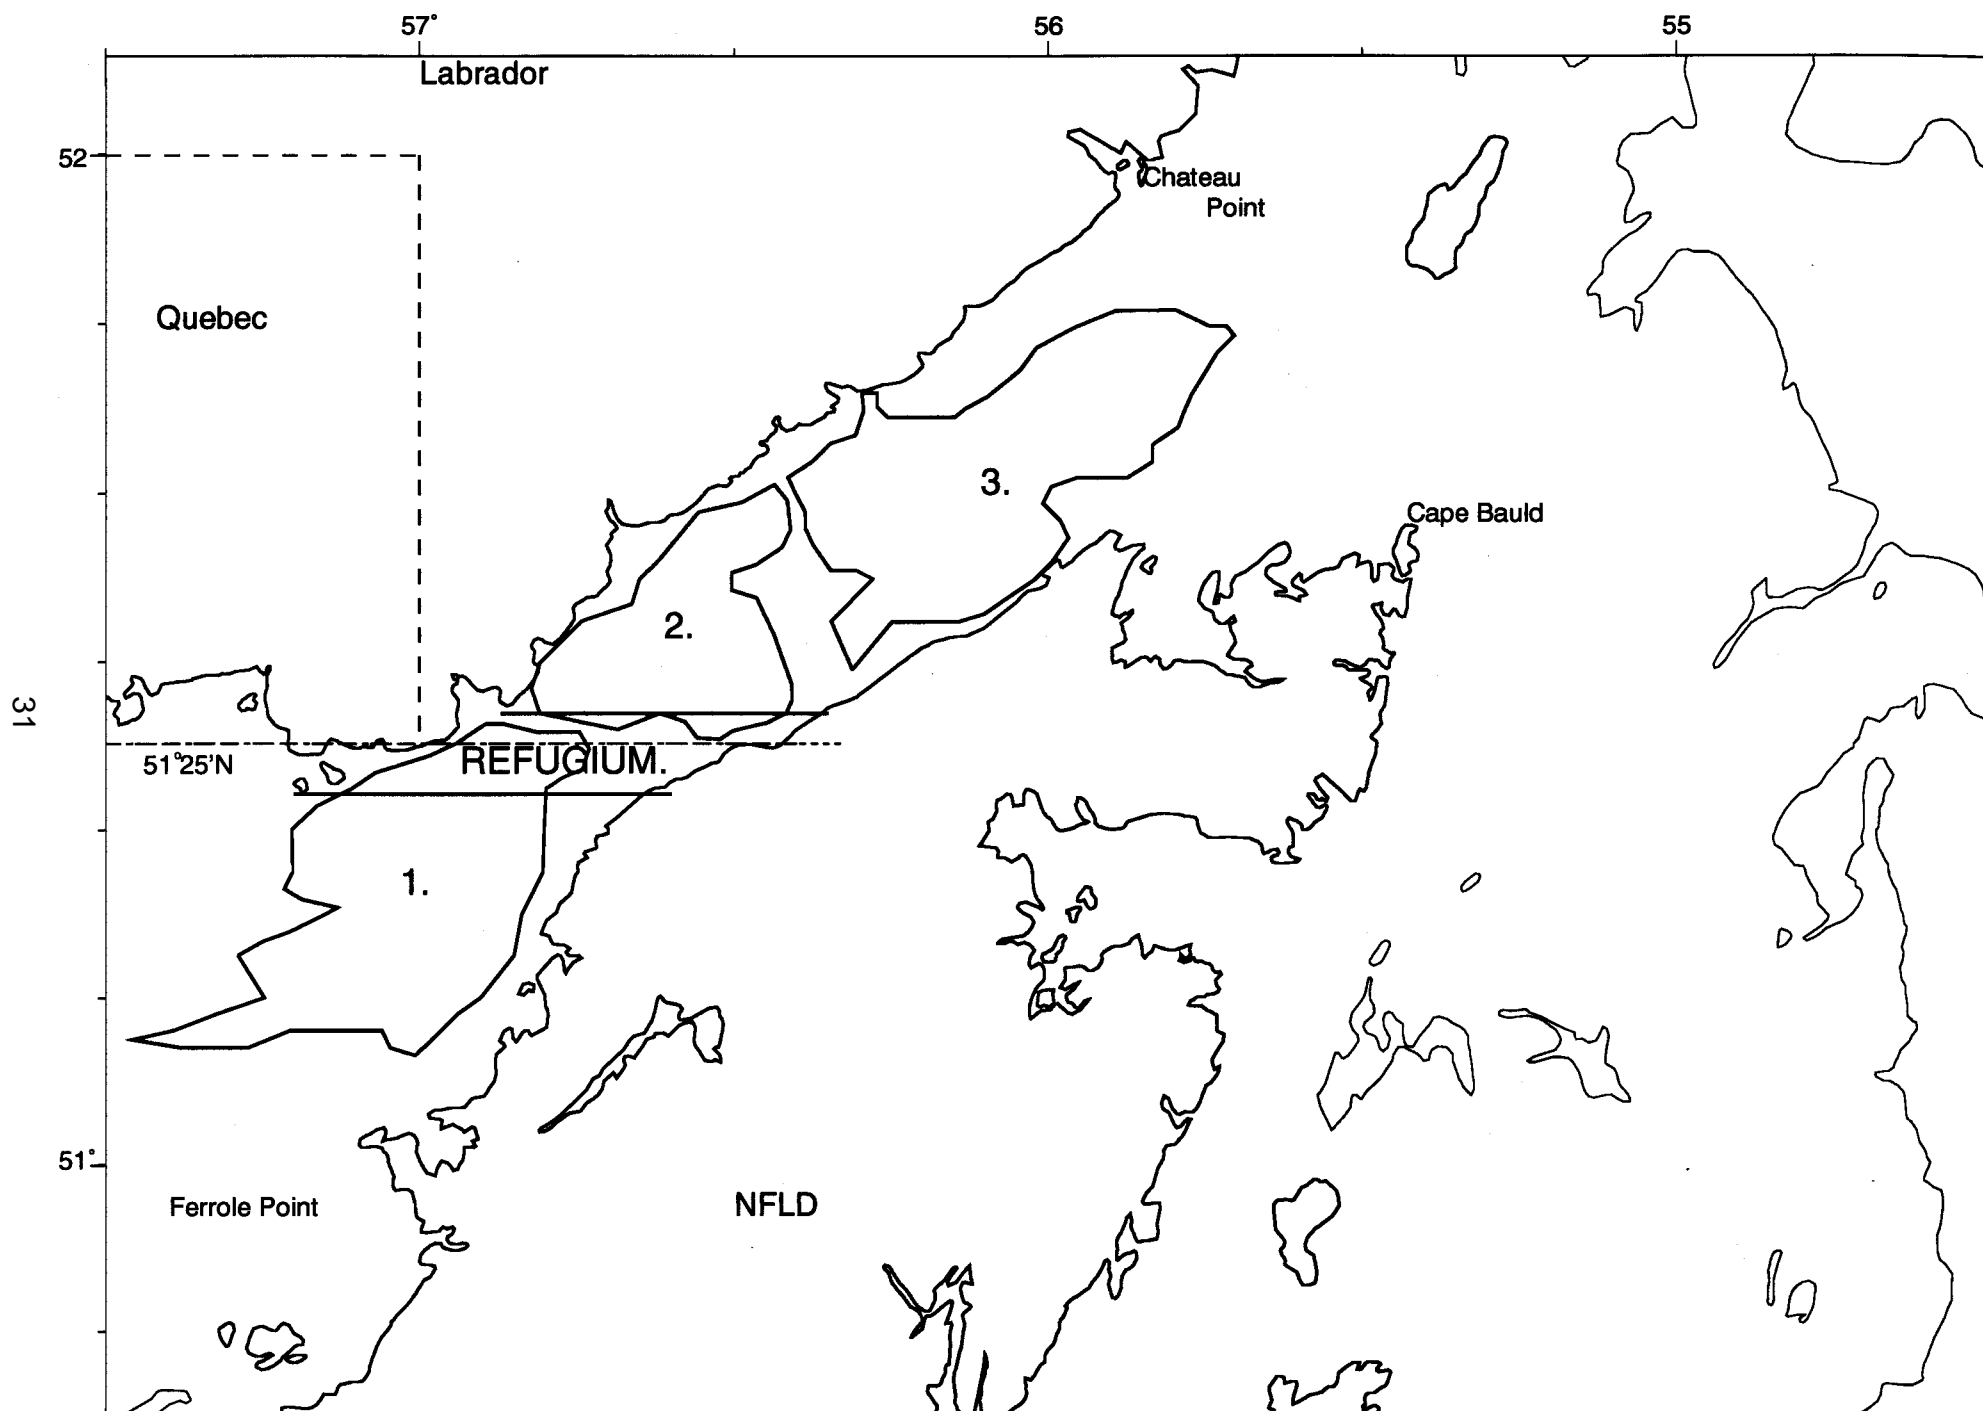 57° 56 55
Labrador
52
Chateau
Point
Quebec
3.
Cape Bauld
2.
31
51°25'N
REFUGIUM.
1.
51°
Ferrole Point
NFLD